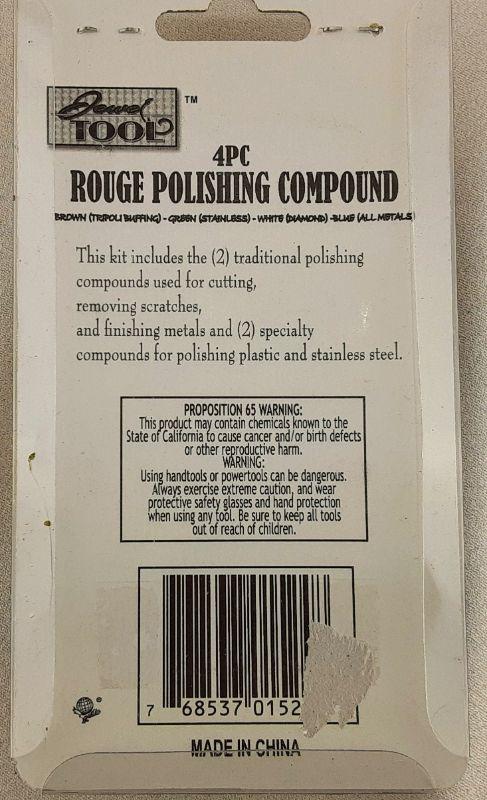 Jewel
TOOL
TM
4PC
ROUGE POLISHING COMPOUND
BROWN (TRIPOLI BUFFING) - GREEN (STAINLESS) - WHITE (DIAMOND) -BLUE (ALL METALS)
This kit includes the (2) traditional polishing
compounds used for cutting,
removing scratches,
and finishing metals and (2) specialty
compounds for polishing plastic and stainless steel.
PROPOSITION 65 WARNING:
This product may contain chemicals known to the
State of California to cause cancer and/or birth defects
or other reproductive harm.
WARNING:
Using handtools or powertools can be dangerous.
Always exercise extreme caution, and wear
protective safety glasses and hand protection
when using any tool. Be sure to keep all tools
out of reach of children.
7 68537 0152
MADE IN CHINA